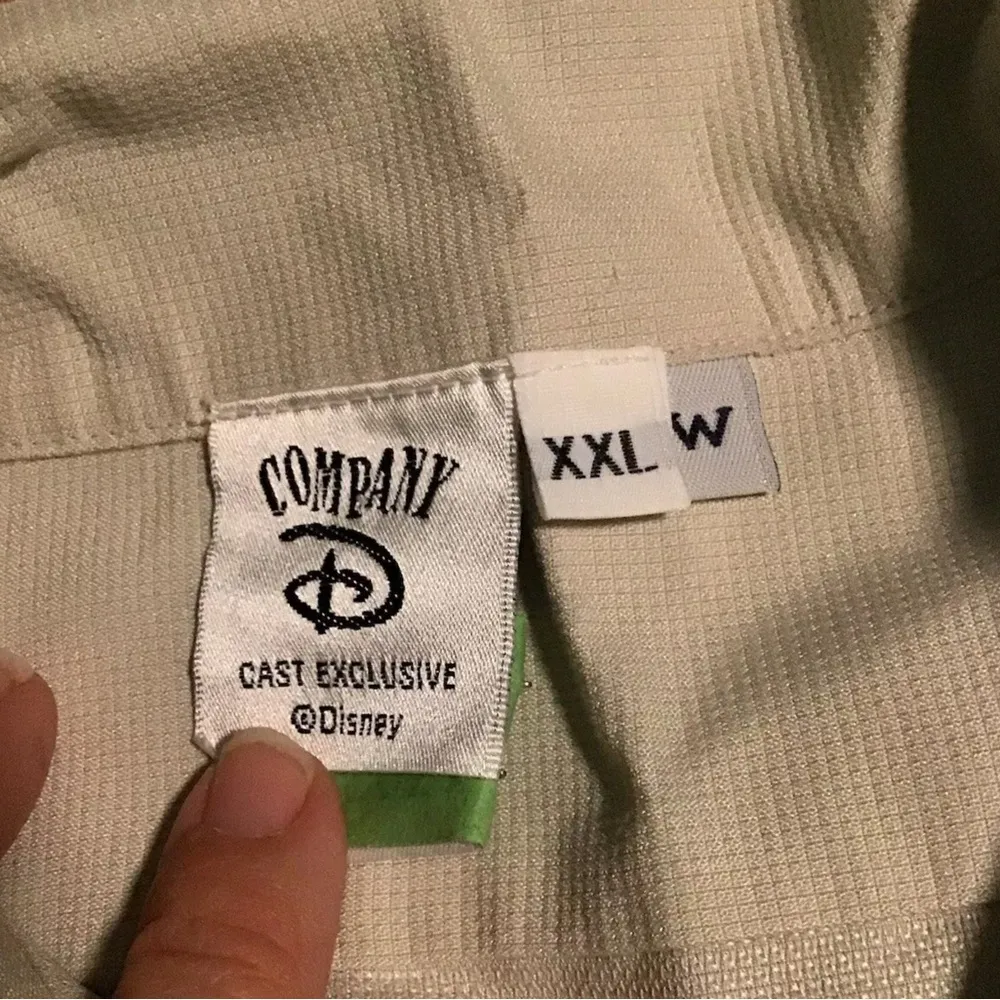 COMPANY
D
CAST EXCLUSIVE
©Disney
XXL
W